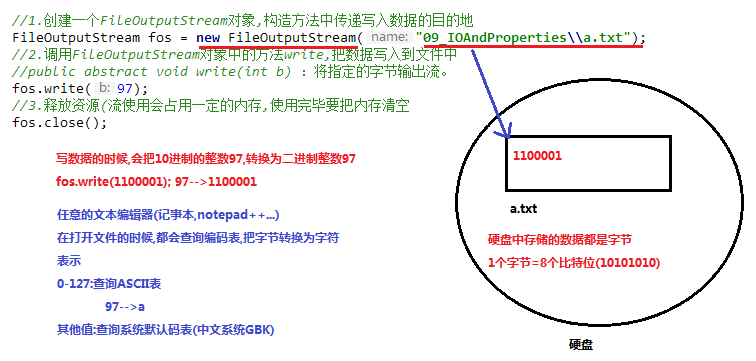 //1.创建一个FileOutputStream对象,构造方法中传递写入数据的目的地
FileOutputStream fos = new FileOutputStream( name: "09_IOAndProperties\\a.txt");
//2.调用FileOutputStream对象中的方法write,把数据写入到文件中
//public abstract void write(int b) : 将指定的字节输出流。
fos.write( b: 97);
//3.释放资源(流使用会占用一定的内存,使用完毕要把内存清空
fos.close();
写数据的时候,会把10进制的整数97,转换为二进制整数97
fos.write(1100001); 97-->1100001
任意的文本编辑器(记事本,notepad++...)
在打开文件的时候,都会查询编码表,把字节转换为字符
表示
0-127:查询ASCII表
97-->a
其他值:查询系统默认码表(中文系统GBK)
1100001
a.txt
硬盘中存储的数据都是字节
1个字节=8个比特位(10101010)
硬盘